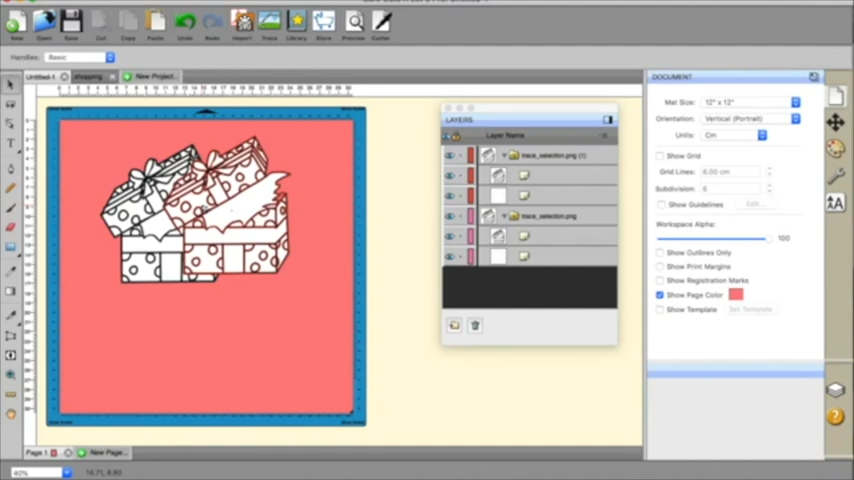 New Open Save Cut Copy Paste Undo Redo Import Trace Library Store Preview Cutter
Handles: Basic
Untitled-1 shopping New Project...
DOCUMENT
Mat Size: 12" x 12"
Orientation: Vertical (Portrait)
Units: Cm
Show Grid
Grid Lines: 6.00 cm
Subdivision: 6
Show Guidelines Edit...
Workspace Alpha:
100
Show Outlines Only
Show Print Margins
Show Registration Marks
Show Page Color
Show Template Set Template
LAYERS
Layer Name
trace_selection.png (1)
trace_selection.png
Page 1 New Page...
40% 14.71, 8.80